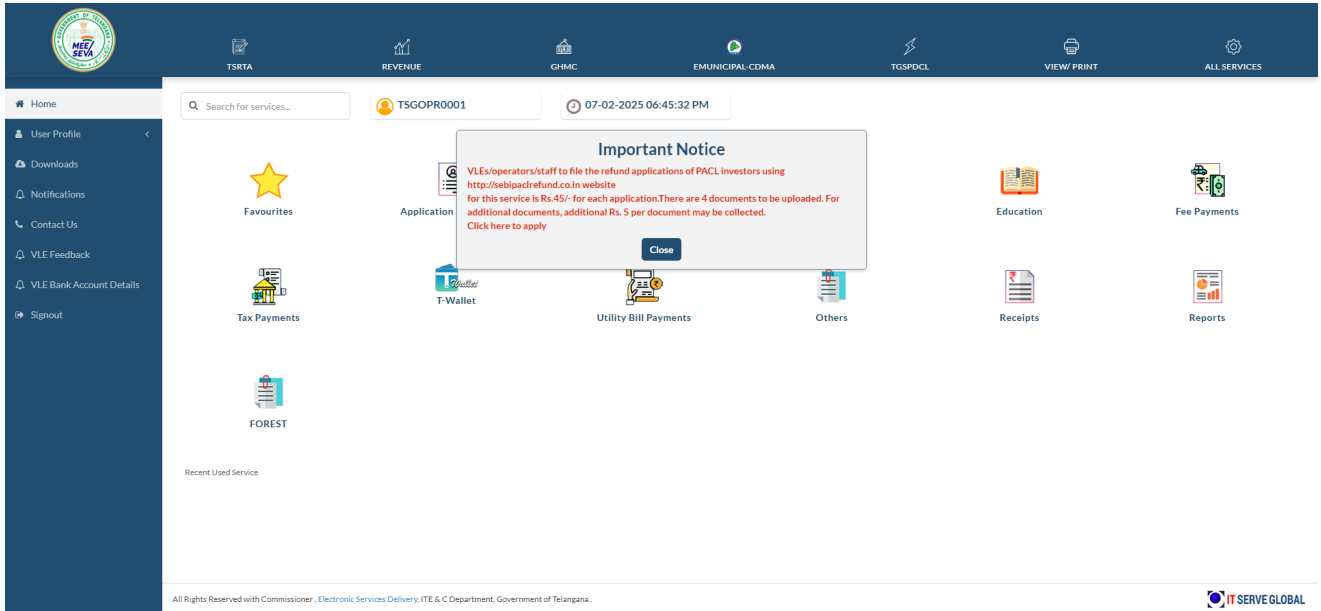 GOVERNMENT OF TELANGANA
MEE
SEVA
TSRTA
REVENUE
GHMC
EMUNICIPAL-CDMA
TGSPDCL
VIEW/ PRINT
ALL SERVICES
Home
User Profile
Downloads
Notifications
Contact Us
VLE Feedback
VLE Bank Account Details
Signout
Search for services...
TSGOPR0001
07-02-2025 06:45:32 PM
Important Notice
VLEs/operators/staff to file the refund applications of PACL investors using
http://sebipaclrefund.co.in website
for this service is Rs.45/- for each application.There are 4 documents to be uploaded. For
additional documents, additional Rs. 5 per document may be collected.
Click here to apply
Close
Favourites
Application
Education
Fee Payments
Tax Payments
T-Wallet
Utility Bill Payments
Others
Receipts
Reports
FOREST
Recent Used Service
All Rights Reserved with Commissioner , Electronic Services Delivery, ITE & C Department, Government of Telangana .
IT SERVE GLOBAL